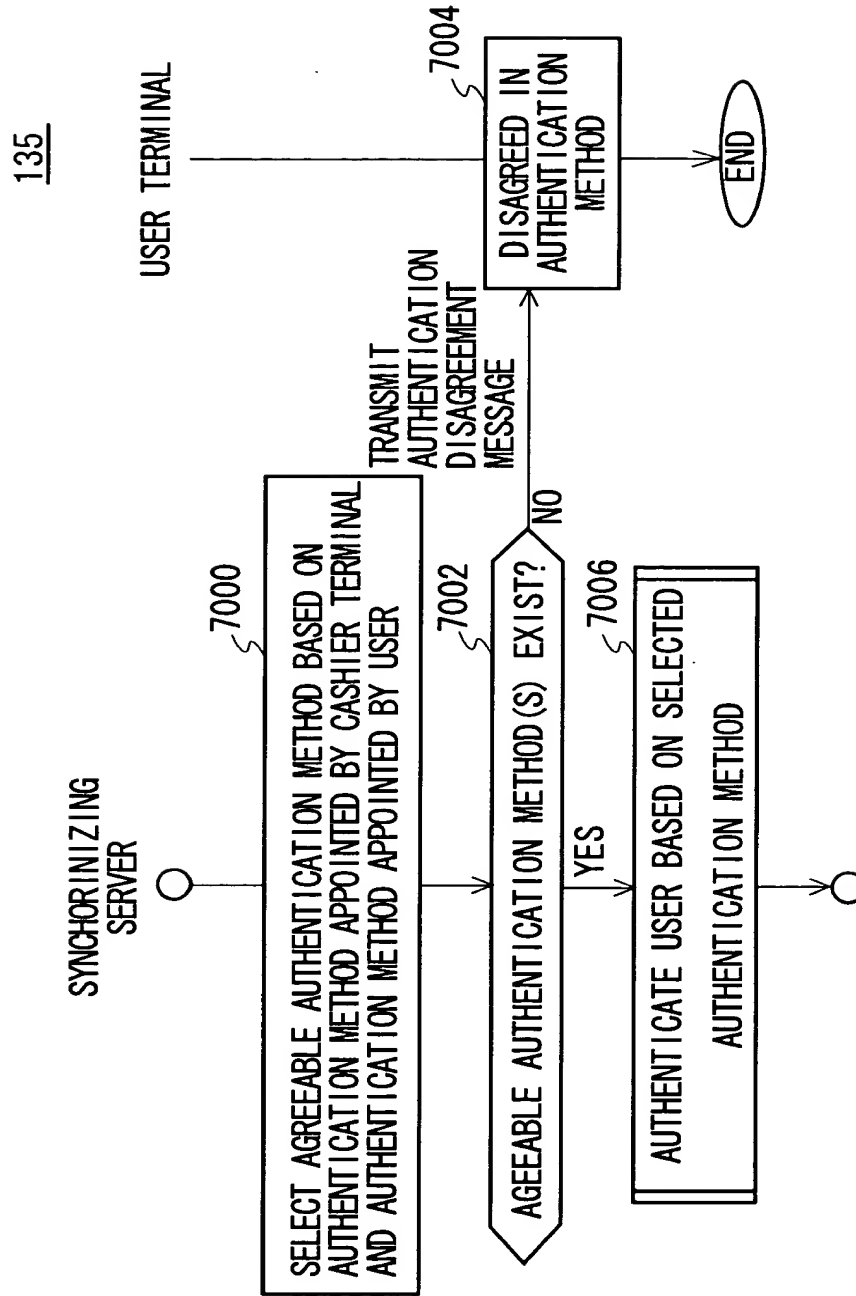 135
SYNCHORINIZING
SERVER
USER TERMINAL
7000
SELECT AGREEABLE AUTHENTICATION METHOD BASED ON
AUTHENTICATION METHOD APPOINTED BY CASHIER TERMINAL
AND AUTHENTICATION METHOD APPOINTED BY USER
7002
AGEEABLE AUTHENTICATION METHOD(S) EXIST?
NO
TRANSMIT
AUTHENTICATION
DISAGREEMENT
MESSAGE
7004
DISAGREED IN
AUTHENTICATION
METHOD
END
YES
7006
AUTHENTICATE USER BASED ON SELECTED
AUTHENTICATION METHOD